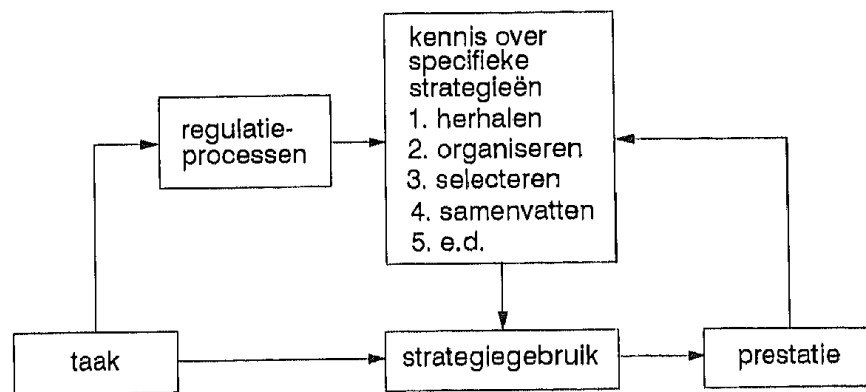 kennis over
specifieke
strategieën
1. herhalen
2. organiseren
3. selecteren
4. samenvatten
5. e.d.
regulatie-
processen
taak
strategiegebruik
prestatie